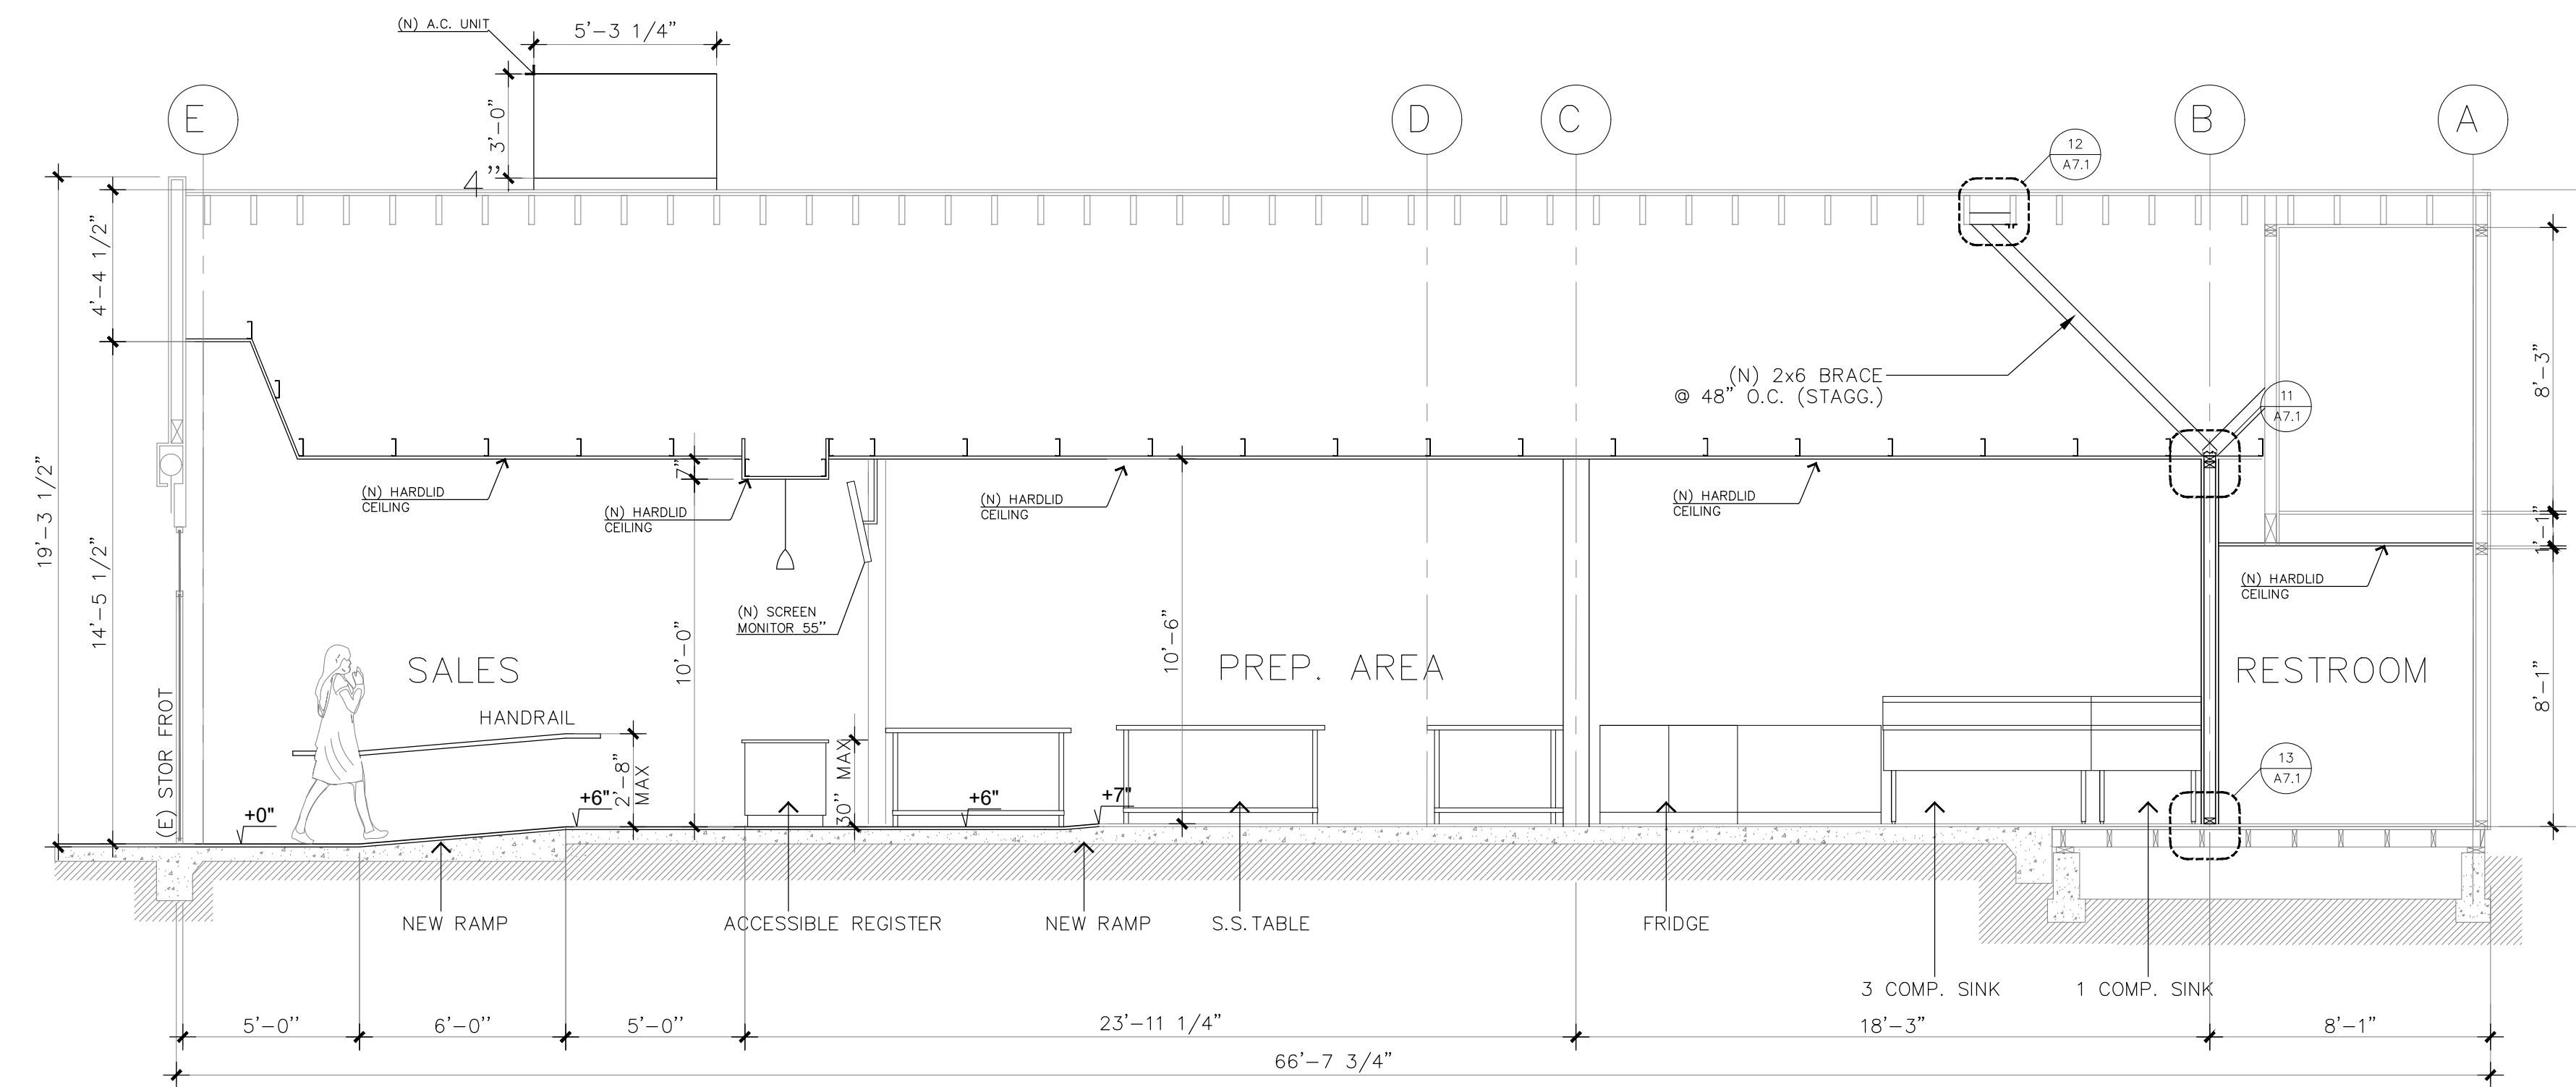 (N) A.C. UNIT
5'-3 1/4"
3'-0"
4"
E
D
C
B
A
12
A7.1
4'-4 1/2"
19'-3 1/2"
14'-5 1/2"
(N) 2x6 BRACE
@ 48" O.C. (STAGG.)
11
A7.1
8'-3"
1'-1"
8'-1"
7"
(N) HARDLID
CEILING
(N) HARDLID
CEILING
(N) HARDLID
CEILING
(N) HARDLID
CEILING
(N) HARDLID
CEILING
(N) SCREEN
MONITOR 55"
10'-0"
10'-6"
SALES
PREP. AREA
RESTROOM
(E) STOR FROT
HANDRAIL
2'-8"
MAX
30" MAX
+0"
+6"
+6"
+7"
13
A7.1
NEW RAMP
ACCESSIBLE REGISTER
NEW RAMP
S.S.TABLE
FRIDGE
3 COMP. SINK
1 COMP. SINK
5'-0''
6'-0''
5'-0''
23'-11 1/4"
18'-3"
8'-1"
66'-7 3/4"